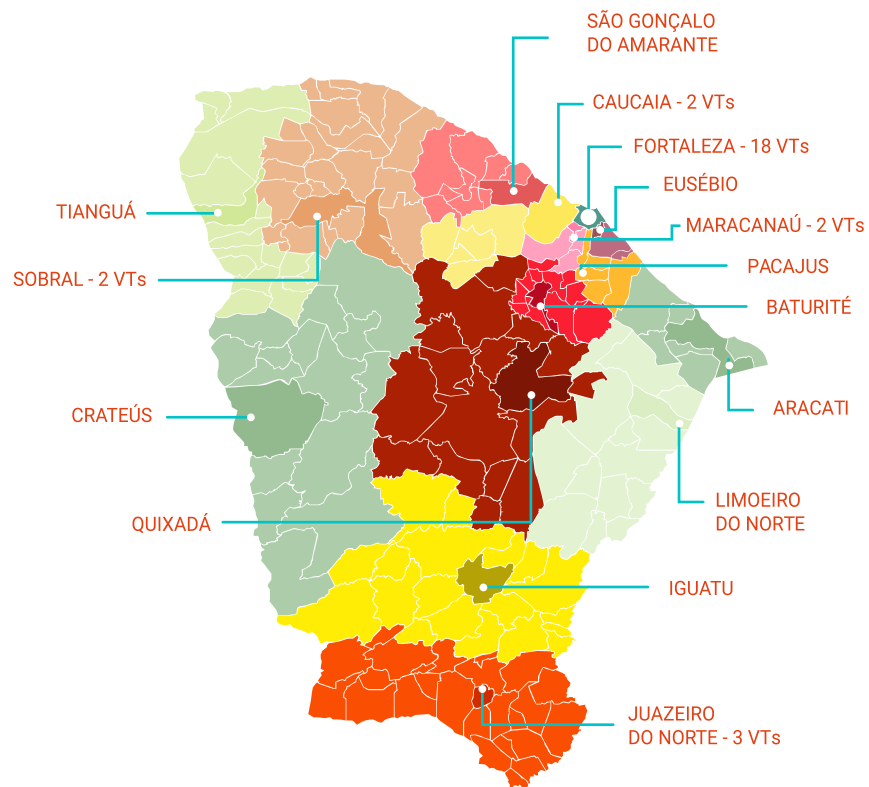 SÃO GONÇALO
DO AMARANTE
CAUCAIA - 2 VTs
FORTALEZA - 18 VTs
EUSÉBIO
TIANGUÁ
MARACANAÚ - 2 VTs
SOBRAL - 2 VTs
PACAJUS
BATURITÉ
CRATEÚS
ARACATI
LIMOEIRO
DO NORTE
QUIXADÁ
IGUATU
JUAZEIRO
DO NORTE - 3 VTs